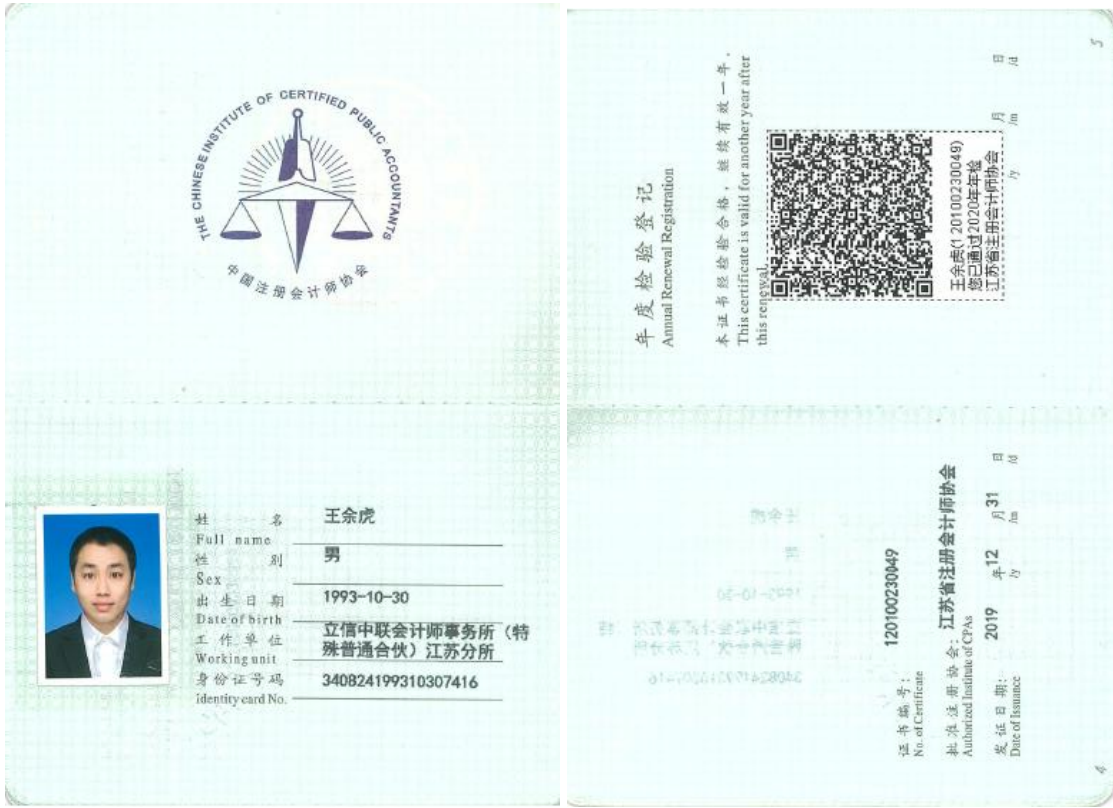 THE CHINESE INSTITUTE OF CERTIFIED PUBLIC ACCOUNTANTS
中国注册会计师协会
姓 名 王余虎
Full name
性 别 男
Sex
出生日期 1993-10-30
Date of birth
工作单位 立信中联会计师事务所（特
Working unit 殊普通合伙）江苏分所
身份证号码 340824199310307416
Identity card No.
年度检验登记
Annual Renewal Registration
本证书经检验合格，继续有效一年。
This certificate is valid for another year after
this renewal.
王余虎(120100230049)
您已通过2020年年检
江苏省注册会计师协会
月 日
/y /m /d
5
证书编号： 120100230049
No. of Certificate
批准注册协会：江苏省注册会计师协会
Authorized Institute of CPAs
发证日期： 2019 年 12 月 31 日
Date of Issuance /y /m /d
4